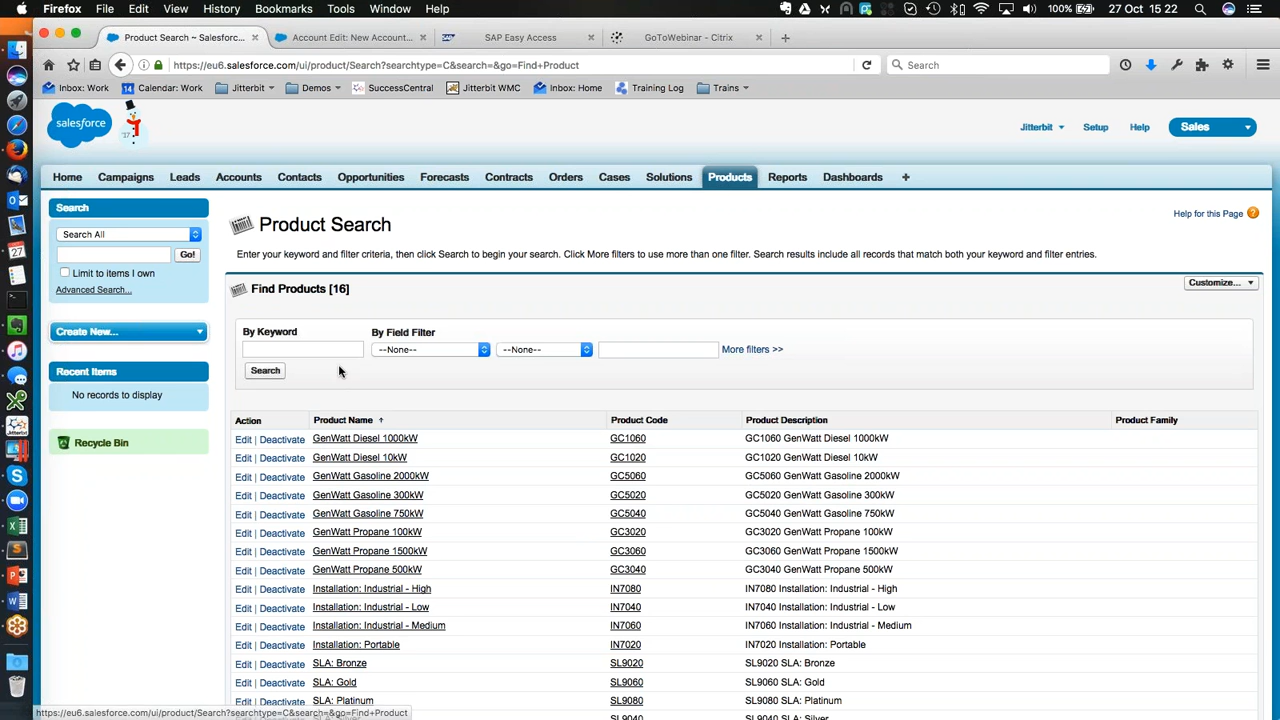 Firefox File Edit View History Bookmarks Tools Window Help 100% 27 Oct 15 22
Product Search ~ Salesforc... Account Edit: New Account... SAP SAP Easy Access GoToWebinar - Citrix
https://eu6.salesforce.com/ui/product/Search?searchtype=C&search=&go=Find+Product Search
Inbox: Work Calendar: Work Jitterbit Demos SuccessCentral Jitterbit WMC Inbox: Home Training Log Trains
salesforce '17 Jitterbit Setup Help Sales
Home Campaigns Leads Accounts Contacts Opportunities Forecasts Contracts Orders Cases Solutions Products Reports Dashboards +
Search
Search All
Go!
Limit to items I own
Advanced Search...
Create New...
Recent Items
No records to display
Recycle Bin
Product Search
Help for this Page ?
Enter your keyword and filter criteria, then click Search to begin your search. Click More filters to use more than one filter. Search results include all records that match both your keyword and filter entries.
Find Products [16] Customize...
By Keyword By Field Filter
--None-- --None-- More filters >>
Search
Action Product Name Product Code Product Description Product Family
Edit | Deactivate GenWatt Diesel 1000kW GC1060 GC1060 GenWatt Diesel 1000kW
Edit | Deactivate GenWatt Diesel 10kW GC1020 GC1020 GenWatt Diesel 10kW
Edit | Deactivate GenWatt Gasoline 2000kW GC5060 GC5060 GenWatt Gasoline 2000kW
Edit | Deactivate GenWatt Gasoline 300kW GC5020 GC5020 GenWatt Gasoline 300kW
Edit | Deactivate GenWatt Gasoline 750kW GC5040 GC5040 GenWatt Gasoline 750kW
Edit | Deactivate GenWatt Propane 100kW GC3020 GC3020 GenWatt Propane 100kW
Edit | Deactivate GenWatt Propane 1500kW GC3060 GC3060 GenWatt Propane 1500kW
Edit | Deactivate GenWatt Propane 500kW GC3040 GC3040 GenWatt Propane 500kW
Edit | Deactivate Installation: Industrial - High IN7080 IN7080 Installation: Industrial - High
Edit | Deactivate Installation: Industrial - Low IN7040 IN7040 Installation: Industrial - Low
Edit | Deactivate Installation: Industrial - Medium IN7060 IN7060 Installation: Industrial - Medium
Edit | Deactivate Installation: Portable IN7020 IN7020 Installation: Portable
Edit | Deactivate SLA: Bronze SL9020 SL9020 SLA: Bronze
Edit | Deactivate SLA: Gold SL9060 SL9060 SLA: Gold
Edit | Deactivate SLA: Platinum SL9080 SL9080 SLA: Platinum
SL9040 SL9040 SLA: Silver
https://eu6.salesforce.com/ui/product/Search?searchtype=C&search=&go=Find+Product